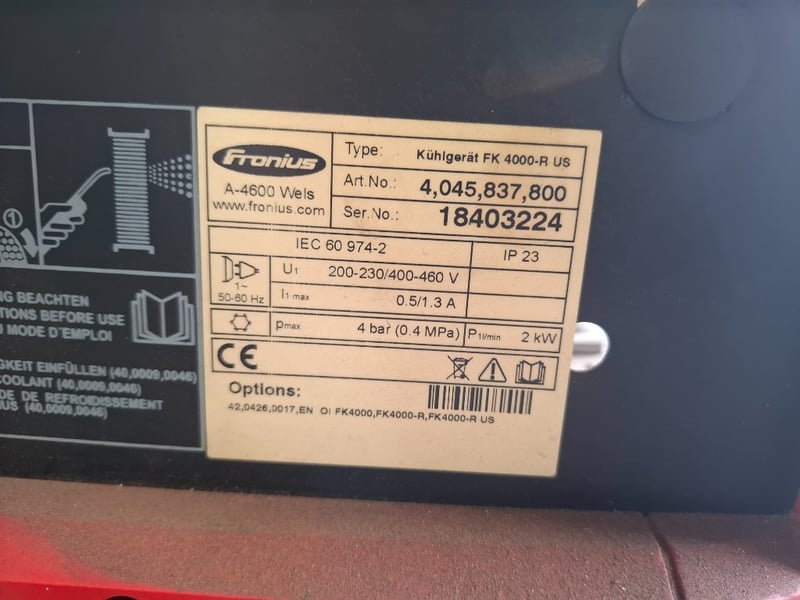 Fronius
A-4600 Wels
www.fronius.com
Type: Kühlgerät FK 4000-R US
Art.No.: 4,045,837,800
Ser.No.: 18403224
IEC 60 974-2
IP 23
1~
50-60 Hz
U1 200-230/400-460 V
I1 max 0.5/1.3 A
pmax 4 bar (0.4 MPa)
P1l/min 2 kW
CE
Options:
42,0426,0017,EN OI FK4000,FK4000-R,FK4000-R US
1
NG BEACHTEN
TIONS BEFORE USE
MODE D´EMPLOI
GKEIT EINFÜLLEN (40,0009,0046)
COOLANT (40,0009,0046)
DE DE REFROIDISSEMENT
IUS (40,0009,0046)